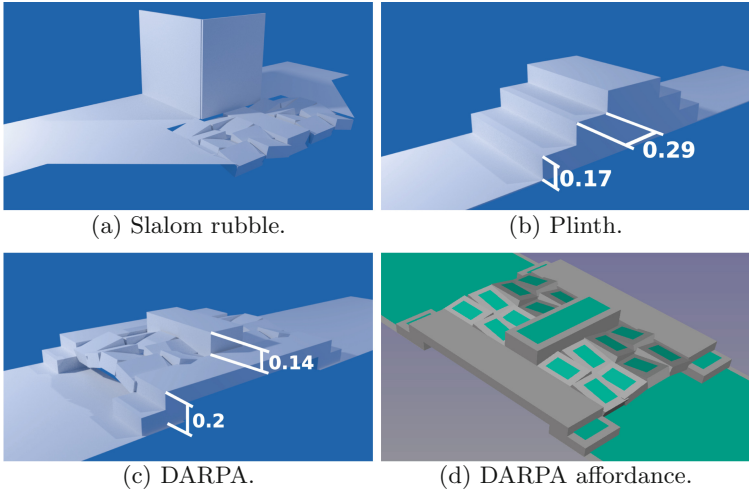 (a) Slalom rubble.
0.29
0.17
(b) Plinth.
0.14
0.2
(c) DARPA.
(d) DARPA affordance.